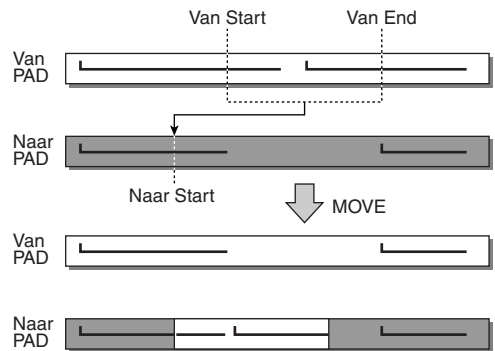 Van Start
Van End
Van
PAD
Naar
PAD
Naar Start
MOVE
Van
PAD
Naar
PAD